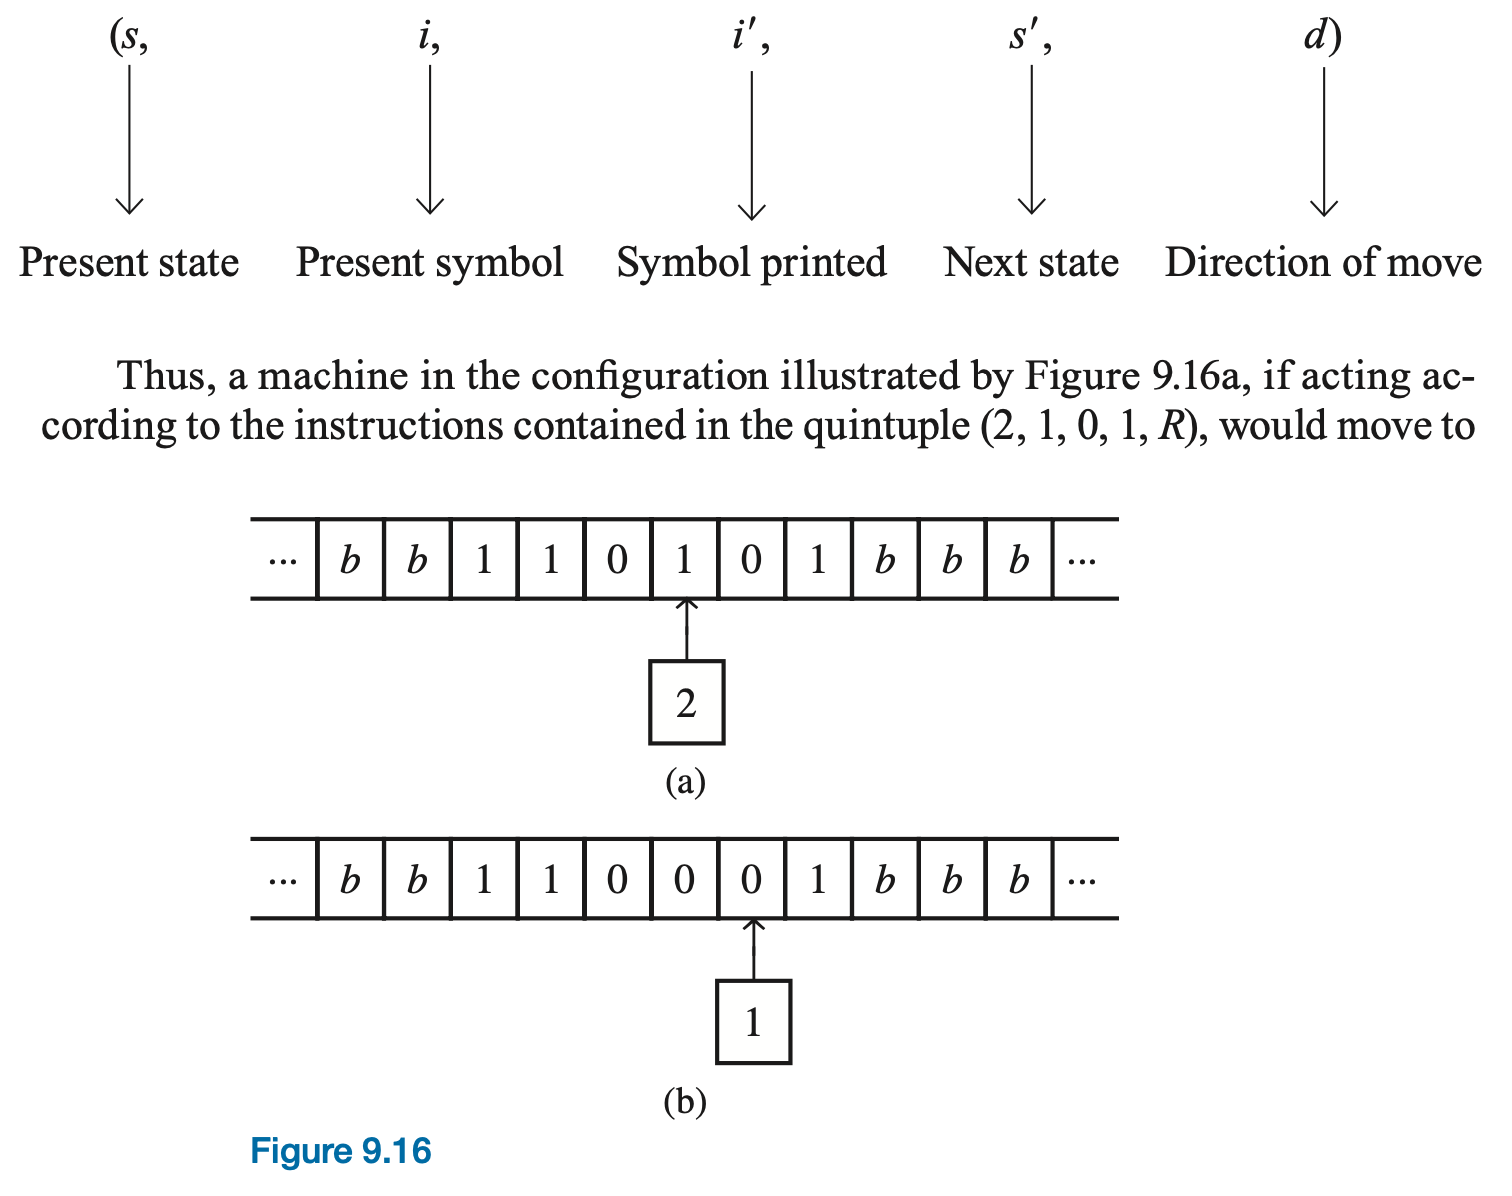 (s, i, i′, s′, d)
Present state Present symbol Symbol printed Next state Direction of move
Thus, a machine in the configuration illustrated by Figure 9.16a, if acting ac-
cording to the instructions contained in the quintuple (2, 1, 0, 1, R), would move to
... b b 1 1 0 1 0 1 b b b ...
2
(a)
... b b 1 1 0 0 0 1 b b b ...
1
(b)
Figure 9.16